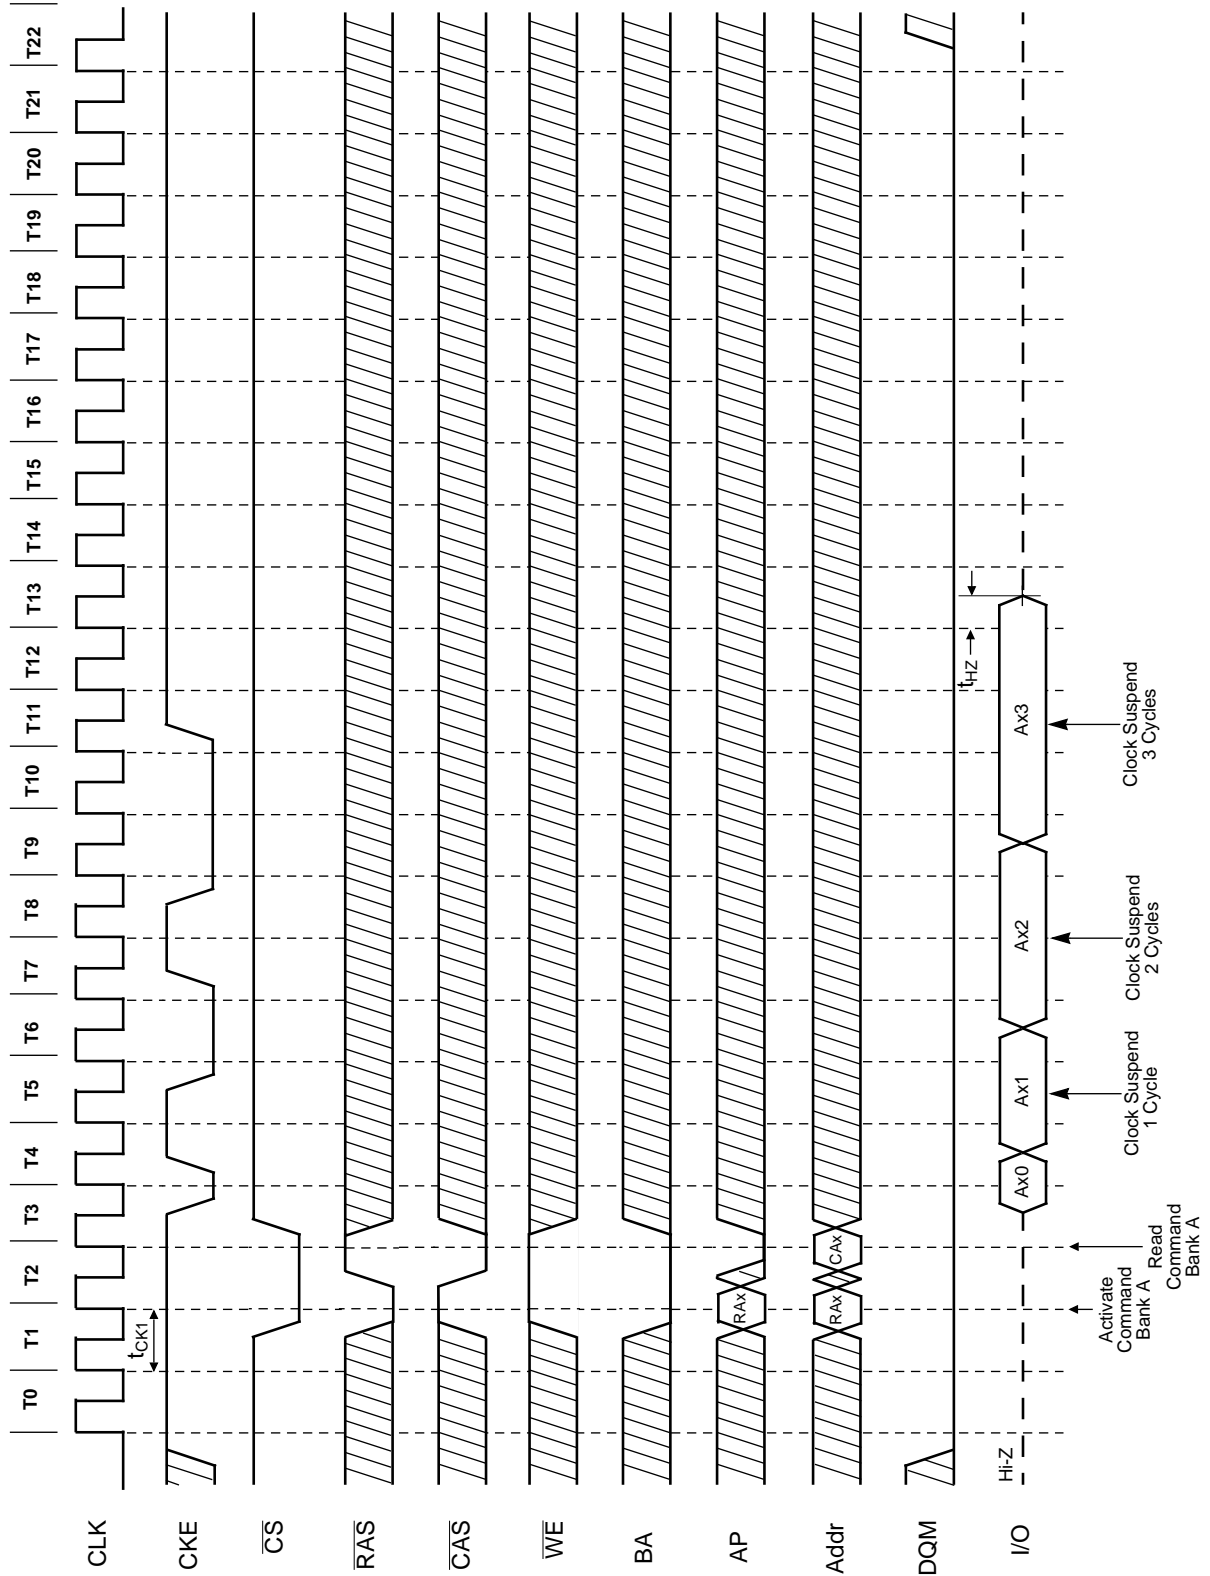 T0 T1 T2 T3 T4 T5 T6 T7 T8 T9 T10 T11 T12 T13 T14 T15 T16 T17 T18 T19 T20 T21 T22
CLK
tCK1
CKE
CS
RAS
CAS
WE
BA
AP
RAx
Addr
RAx CAx
DQM
tHZ
I/O
Hi-Z
Ax0 Ax1 Ax2 Ax3
Activate
Command
Bank A
Read
Command
Bank A
Clock Suspend
1 Cycle
Clock Suspend
2 Cycles
Clock Suspend
3 Cycles